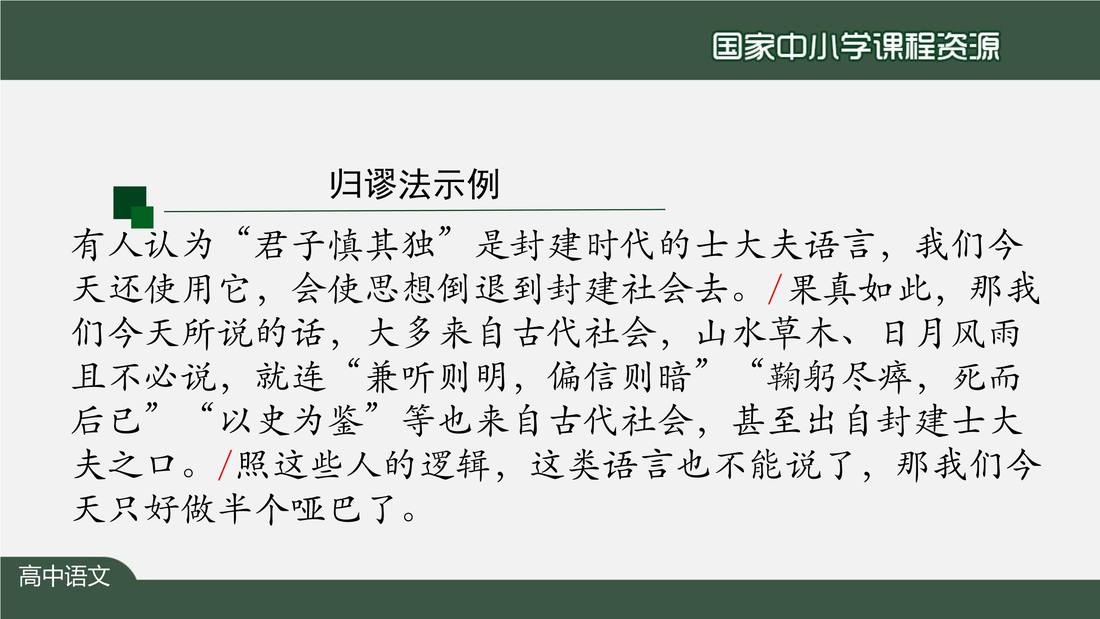 国家中小学课程资源
归谬法示例
有人认为“君子慎其独”是封建时代的士大夫语言，我们今
天还使用它，会使思想倒退到封建社会去。/果真如此，那我
们今天所说的话，大多来自古代社会，山水草木、日月风雨
且不必说，就连“兼听则明，偏信则暗”“鞠躬尽瘁，死而
后已”“以史为鉴”等也来自古代社会，甚至出自封建士大
夫之口。/照这些人的逻辑，这类语言也不能说了，那我们今
天只好做半个哑巴了。
高中语文